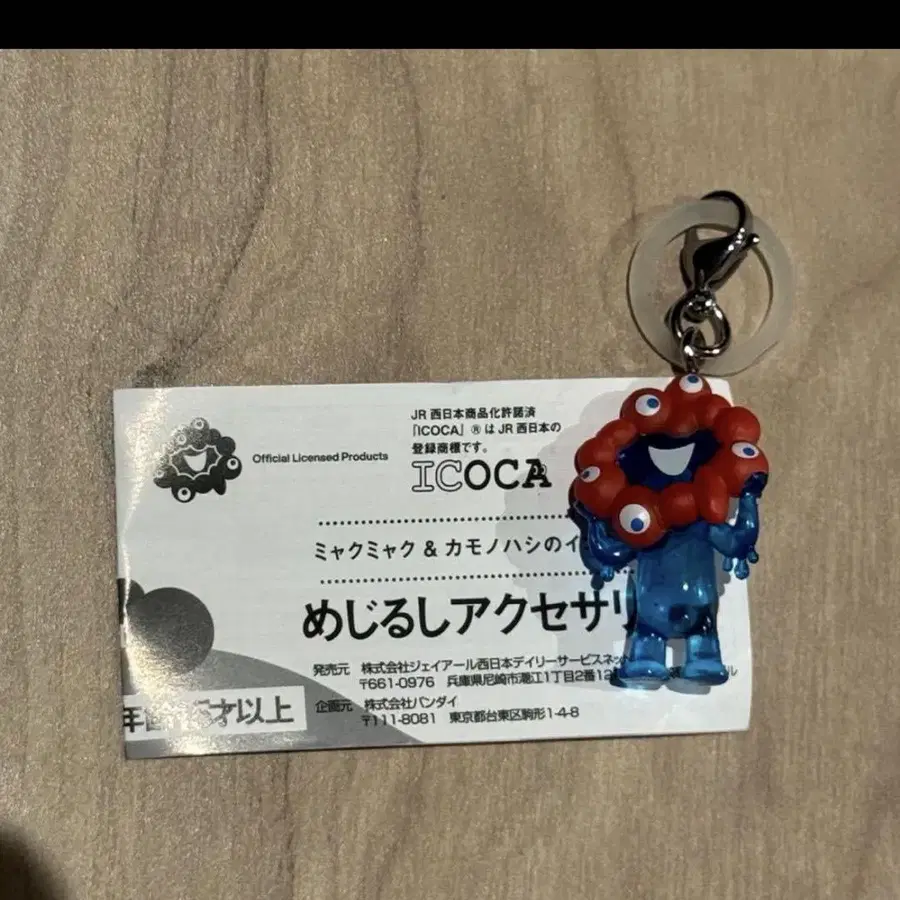 Official Licensed Products
JR 西日本商品化許諾済
「ICOCA」®はJR 西日本の
登録商標です。
ICOCA
ミャクミャク & カモノハシのイ
めじるしアクセサリ
発売元 株式会社ジェイアール西日本デイリーサービスネット
〒661-0976 兵庫県尼崎市潮江1丁目2番12
企画元 株式会社バンダイ
〒111-8081 東京都台東区駒形1-4-8
才以上